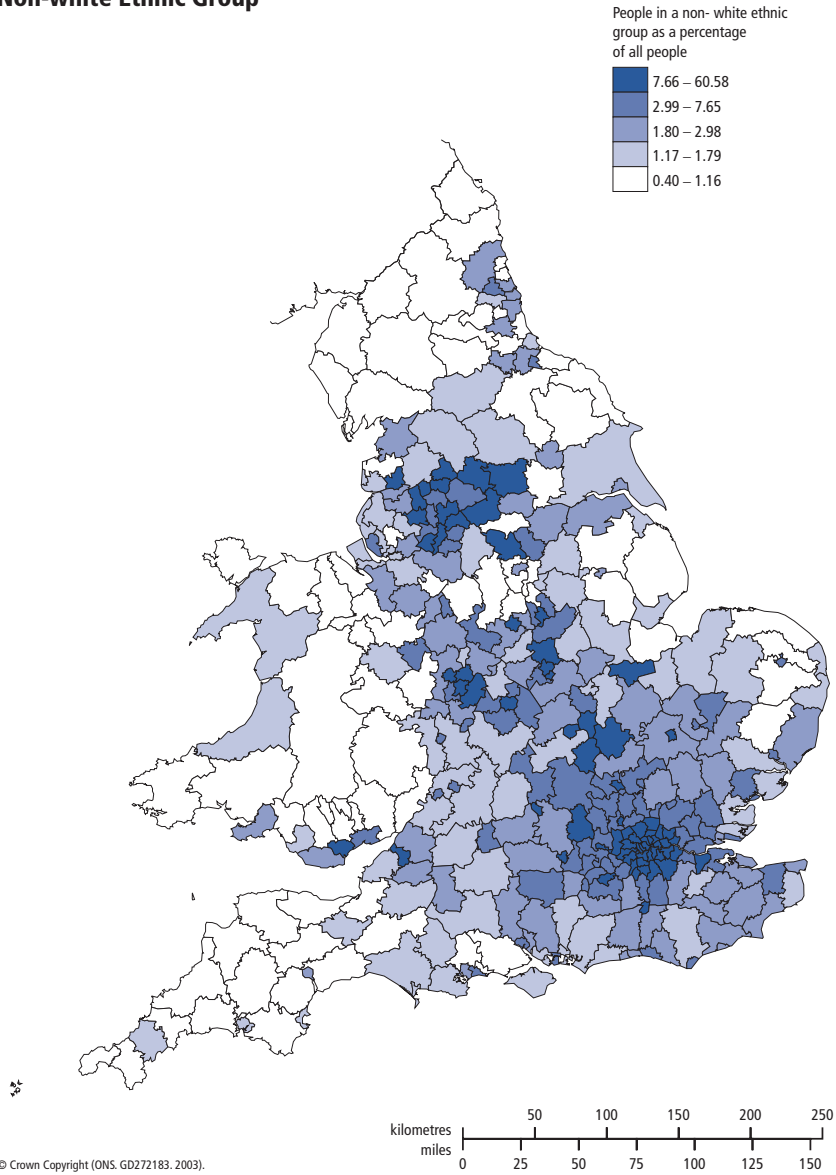 Non-white Ethnic Group
People in a non- white ethnic
group as a percentage
of all people
7.66 – 60.58
2.99 – 7.65
1.80 – 2.98
1.17 – 1.79
0.40 – 1.16
50 100 150 200 250
kilometres
miles
0 25 50 75 100 125 150
© Crown Copyright (ONS. GD272183. 2003).